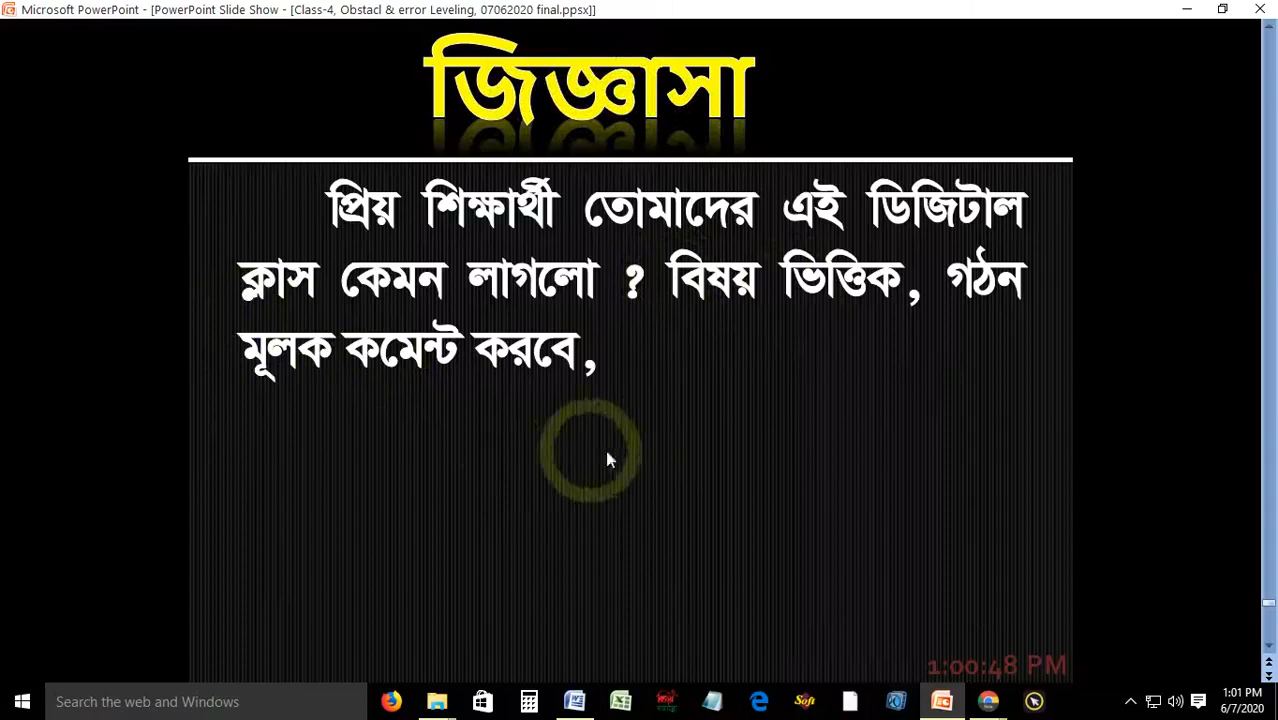 Microsoft PowerPoint - [PowerPoint Slide Show - [Class-4, Obstacl & error Leveling, 07062020 final.ppsx]]
জিজ্ঞাসা
প্রিয় শিক্ষার্থী তোমাদের এই ডিজিটাল
ক্লাস কেমন লাগলো ? বিষয় ভিত্তিক, গঠন
মূলক কমেন্ট করবে,
1:00:48 PM
Search the web and Windows
Soft
1:01 PM
6/7/2020